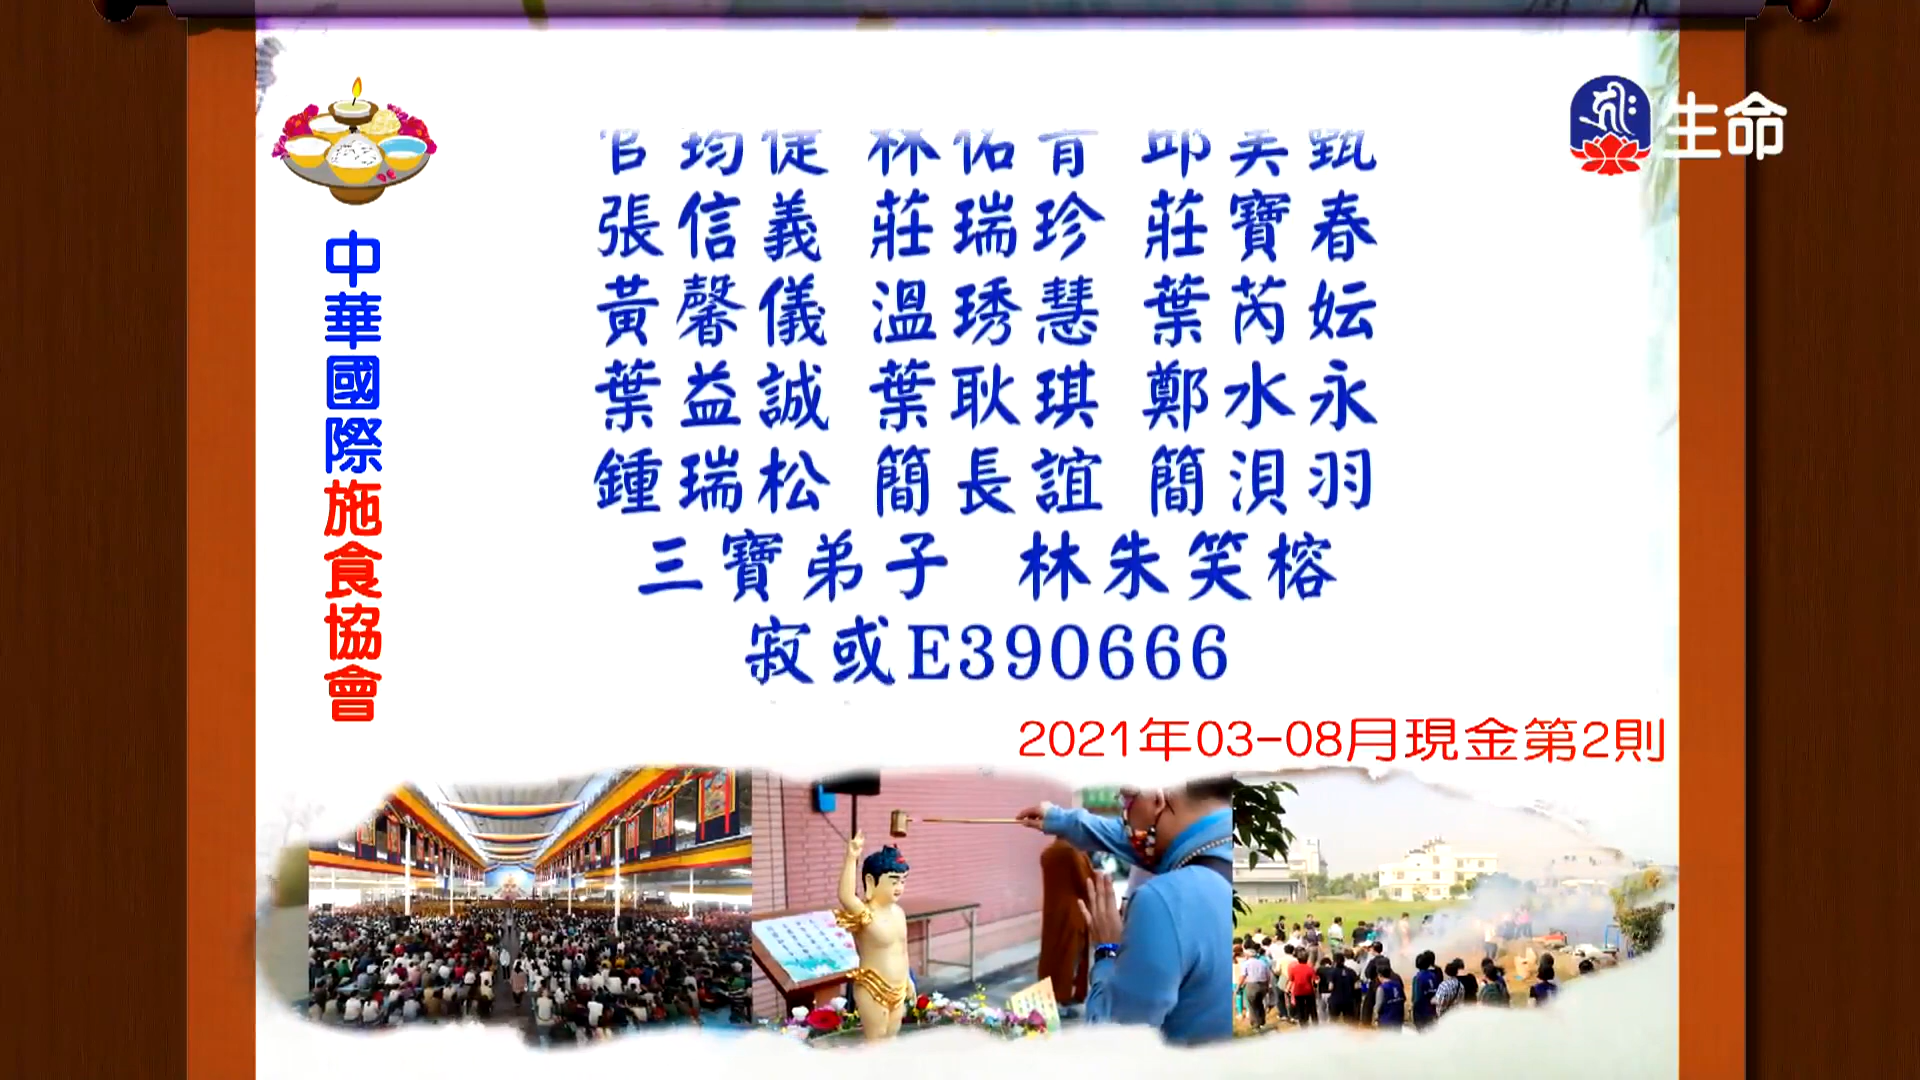 生命
中華國際施食協會
張信義 莊瑞珍 莊寶春
黃馨儀 溫琇慧 葉芮妘
葉益誠 葉耿琪 鄭水永
鍾瑞松 簡長誼 簡浿羽
三寶弟子 林朱笑榕
寂或E390666
2021年03-08月現金第2則